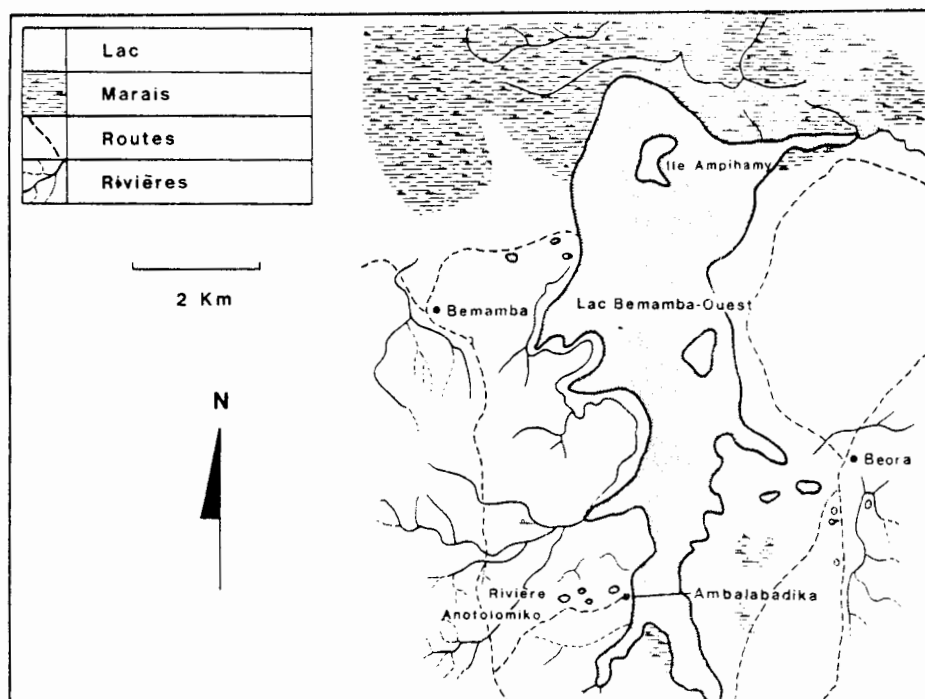 Lac
Marais
Routes
Rivières
2 Km
N
Ile Ampihamy
Bemamba
Lac Bemamba-Ouest
Beora
Rivière
Anotolomiko
Ambalabadika